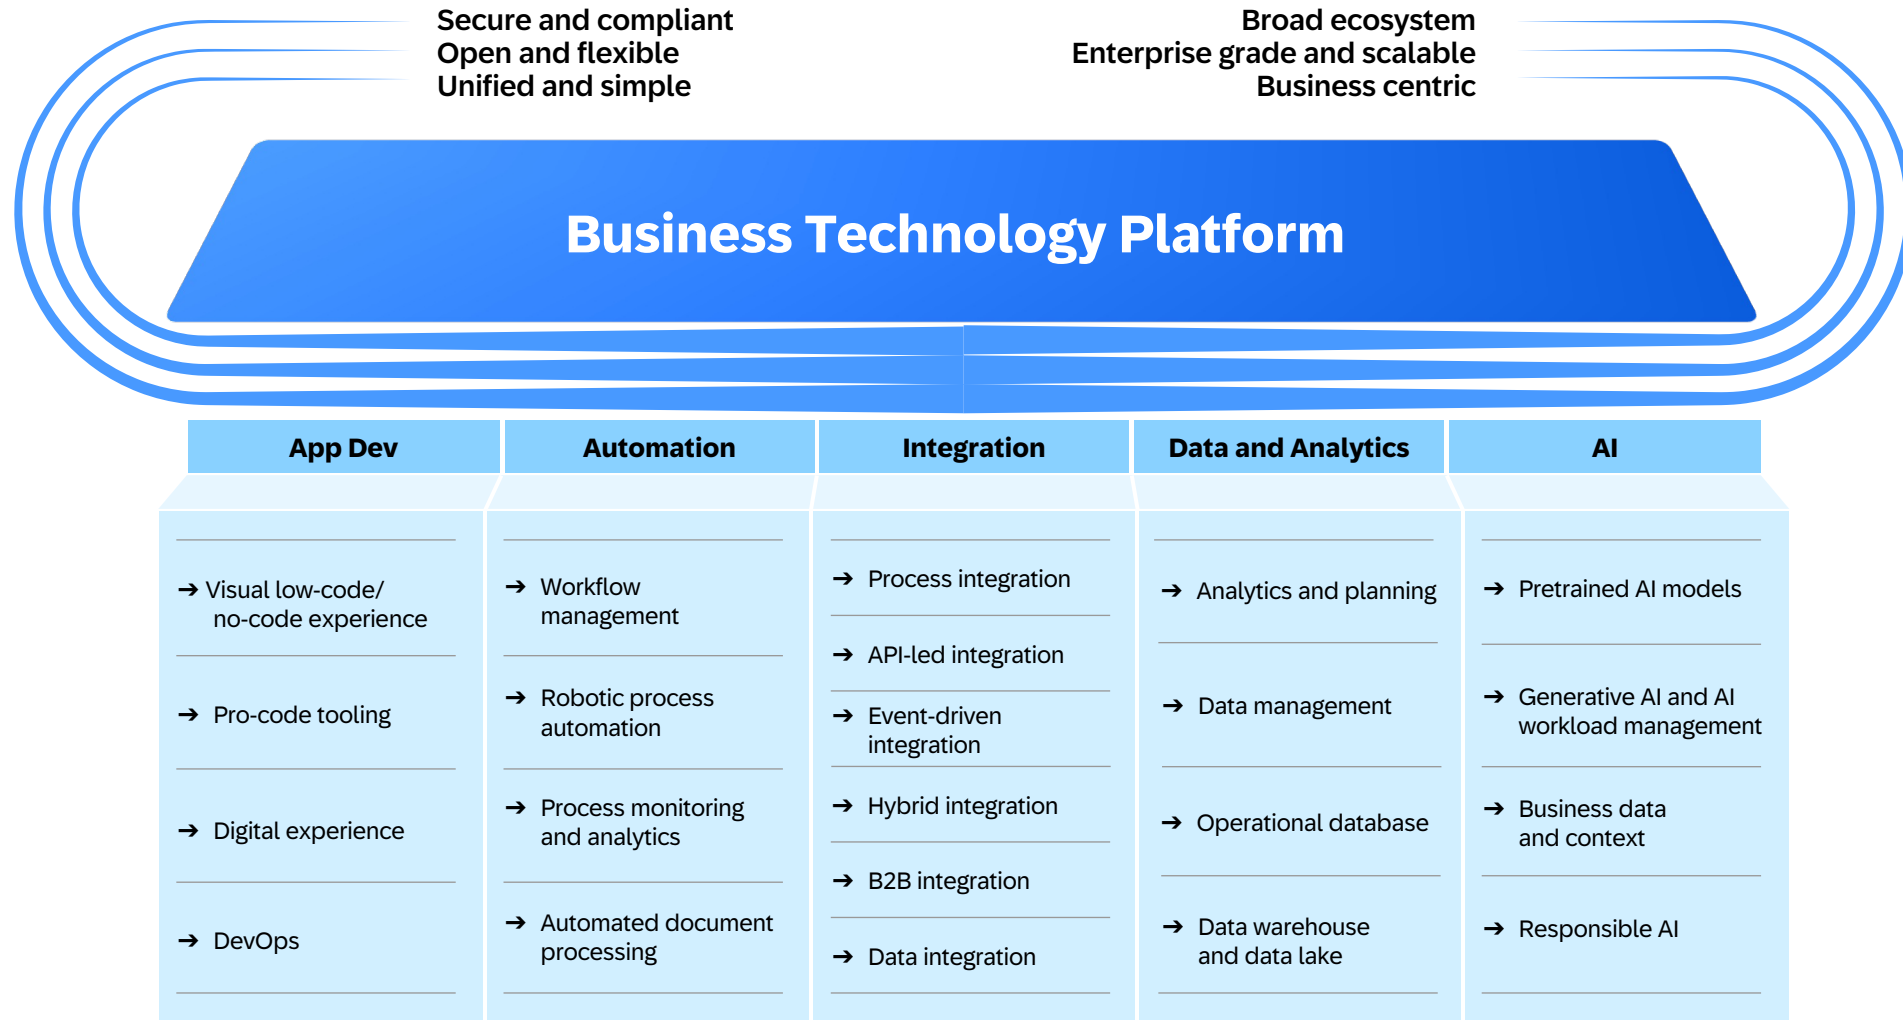 Secure and compliant
Open and flexible
Unified and simple
Broad ecosystem
Enterprise grade and scalable
Business centric
Business Technology Platform
App Dev
Automation
Integration
Data and Analytics
AI
➔ Visual low-code/
no-code experience
➔ Pro-code tooling
➔ Digital experience
➔ DevOps
➔ Workflow
management
➔ Robotic process
automation
➔ Process monitoring
and analytics
➔ Automated document
processing
➔ Process integration
➔ API-led integration
➔ Event-driven
integration
➔ Hybrid integration
➔ B2B integration
➔ Data integration
➔ Analytics and planning
➔ Data management
➔ Operational database
➔ Data warehouse
and data lake
➔ Pretrained AI models
➔ Generative AI and AI
workload management
➔ Business data
and context
➔ Responsible AI